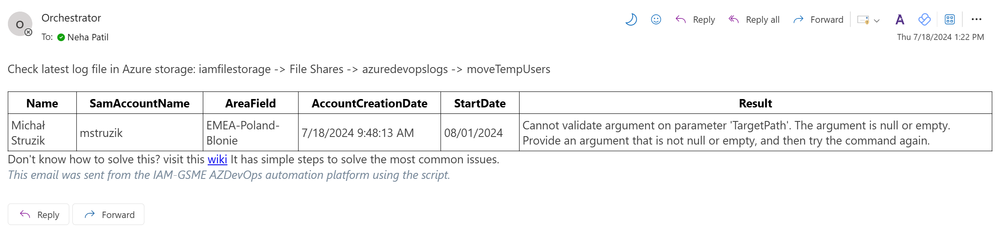 Orchestrator
Reply
Reply all
Forward
O
To: Neha Patil
Thu 7/18/2024 1:22 PM
Check latest log file in Azure storage: iamfilestorage -> File Shares -> azuredevopslogs -> moveTempUsers
Name SamAccountName AreaField AccountCreationDate StartDate Result
Michał
Struzik
mstruzik
EMEA-Poland-
Blonie
7/18/2024 9:48:13 AM
08/01/2024
Cannot validate argument on parameter 'TargetPath'. The argument is null or empty.
Provide an argument that is not null or empty, and then try the command again.
Don't know how to solve this? visit this wiki It has simple steps to solve the most common issues.
This email was sent from the IAM-GSME AZDevOps automation platform using the script.
Reply
Forward